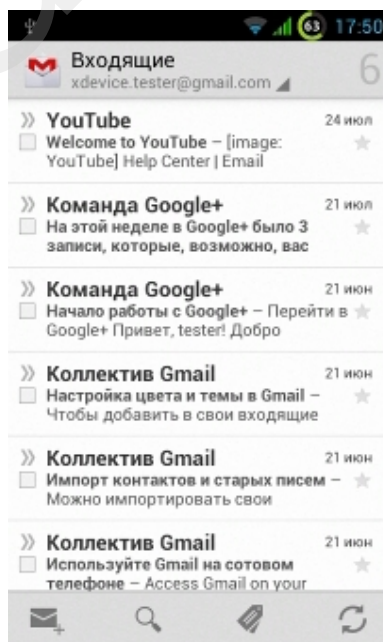 63 17:50
Входящие
xdevice.tester@gmail.com
6
YouTube 24 июл
Welcome to YouTube – [image:
YouTube] Help Center | Email
Команда Google+ 21 июл
На этой неделе в Google+ было 3
записи, которые, возможно, вас
Команда Google+ 21 июн
Начало работы с Google+ – Перейти в
Google+ Привет, tester! Добро
Коллектив Gmail 21 июн
Настройка цвета и темы в Gmail –
Чтобы добавить в свои входящие
Коллектив Gmail 21 июн
Импорт контактов и старых писем –
Можно импортировать свои
Коллектив Gmail 21 июн
Используйте Gmail на сотовом
телефоне – Access Gmail on your